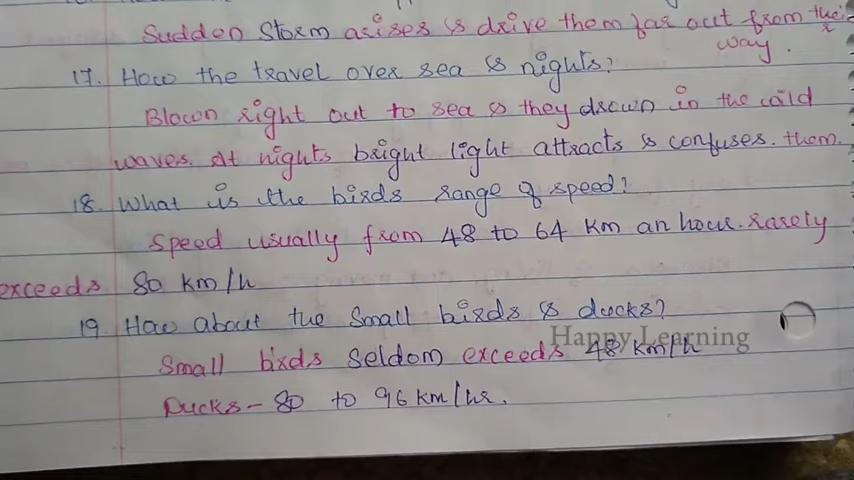 Sudden storm arises & drive them far out from their
way.
17. How the travel over sea & nights?
Blown right out to sea & they drown in the cold
waves. At nights bright light attracts & confuses. them.
18. What is the birds range of speed?
Speed usually from 48 to 64 km an hour. rarely
exceeds 80 km/h
19. How about the small birds & ducks?
Happy Learning
Small birds seldom exceeds 48 km/h
Ducks - 80 to 96 km/hr.